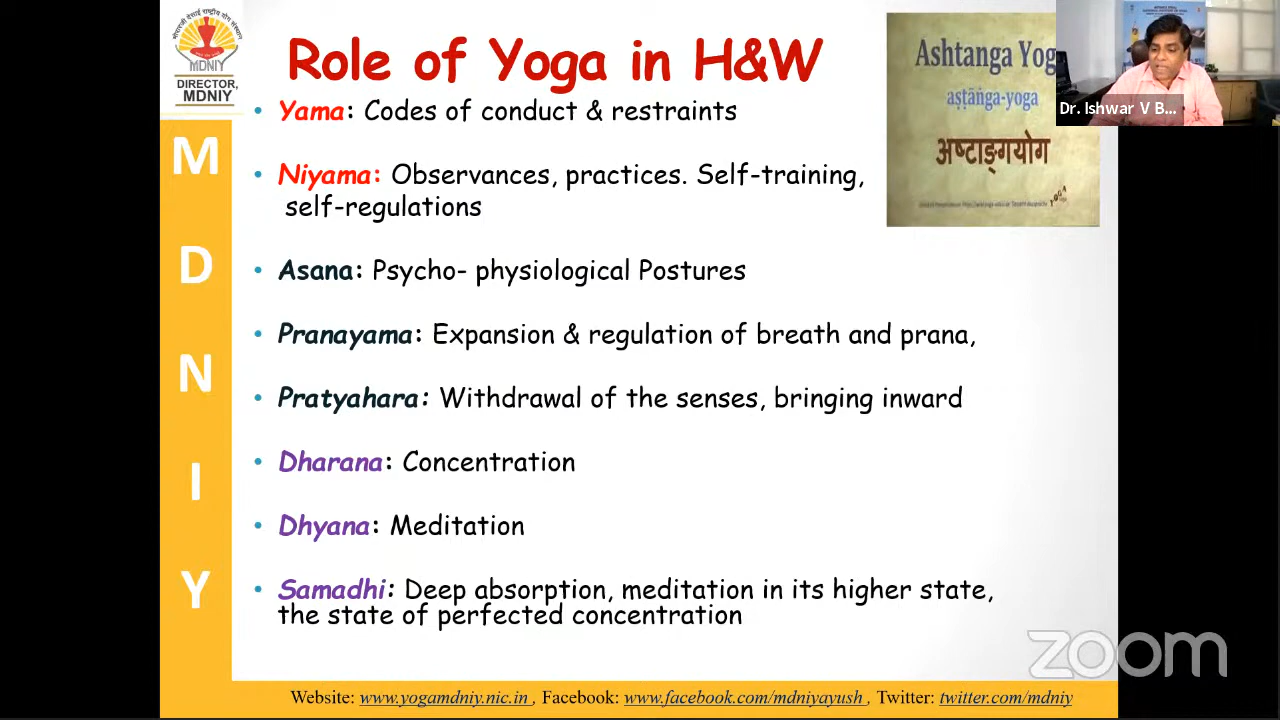 मोरारजी देसाई राष्ट्रीय योग संस्थान
MDNIY
DIRECTOR,
MDNIY
M
D
N
I
Y
Role of Yoga in H&W
• Yama: Codes of conduct & restraints
• Niyama: Observances, practices. Self-training,
self-regulations
• Asana: Psycho- physiological Postures
• Pranayama: Expansion & regulation of breath and prana,
• Pratyahara: Withdrawal of the senses, bringing inward
• Dharana: Concentration
• Dhyana: Meditation
• Samadhi: Deep absorption, meditation in its higher state,
the state of perfected concentration
Ashtanga Yog
aṣṭāṅga-yoga
अष्टाङ्गयोग
Dr. Ishwar V B...
zoom
Website: www.yogamdniy.nic.in , Facebook: www.facebook.com/mdniyayush , Twitter: twitter.com/mdniy